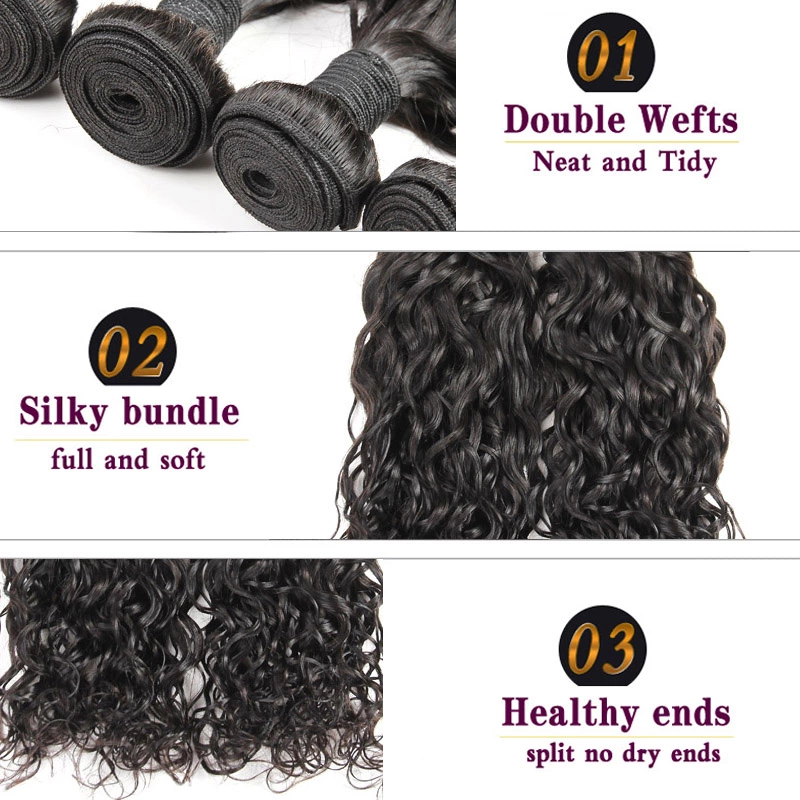 01
Double Wefts
Neat and Tidy
02
Silky bundle
full and soft
03
Healthy ends
split no dry ends